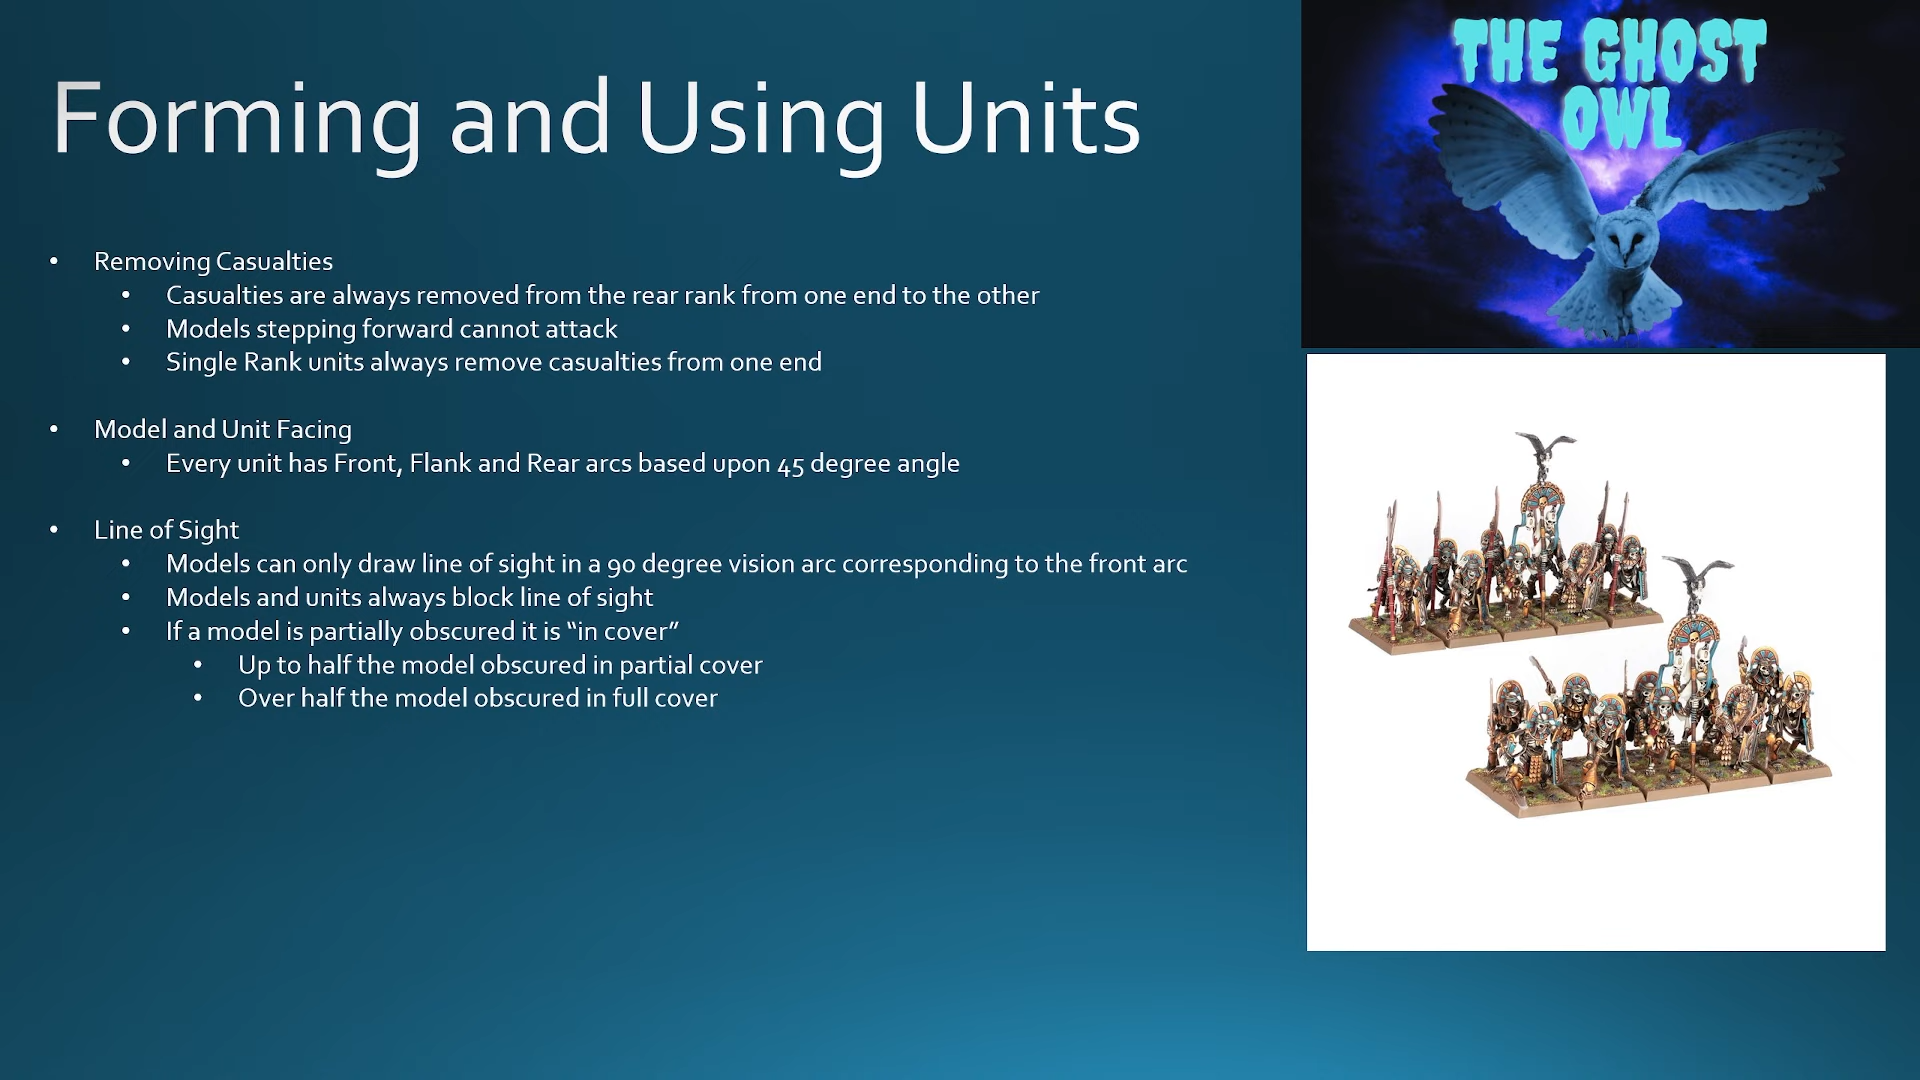 THE GHOST
OWL
Forming and Using Units
• Removing Casualties
• Casualties are always removed from the rear rank from one end to the other
• Models stepping forward cannot attack
• Single Rank units always remove casualties from one end
• Model and Unit Facing
• Every unit has Front, Flank and Rear arcs based upon 45 degree angle
• Line of Sight
• Models can only draw line of sight in a 90 degree vision arc corresponding to the front arc
• Models and units always block line of sight
• If a model is partially obscured it is “in cover”
• Up to half the model obscured in partial cover
• Over half the model obscured in full cover